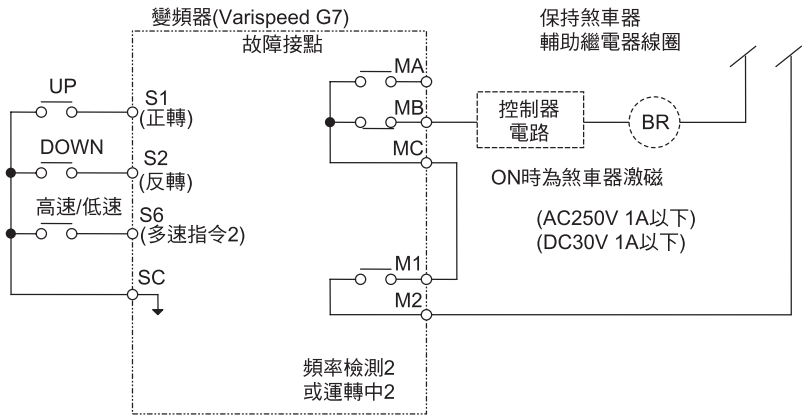 變頻器(Varispeed G7)
故障接點
保持煞車器
輔助繼電器線圈
UP
S1
(正轉)
DOWN
S2
(反轉)
高速/低速
S6
(多速指令2)
SC
MA
MB
MC
控制器
電路
BR
ON時為煞車器激磁
(AC250V 1A以下)
(DC30V 1A以下)
M1
M2
頻率檢測2
或運轉中2